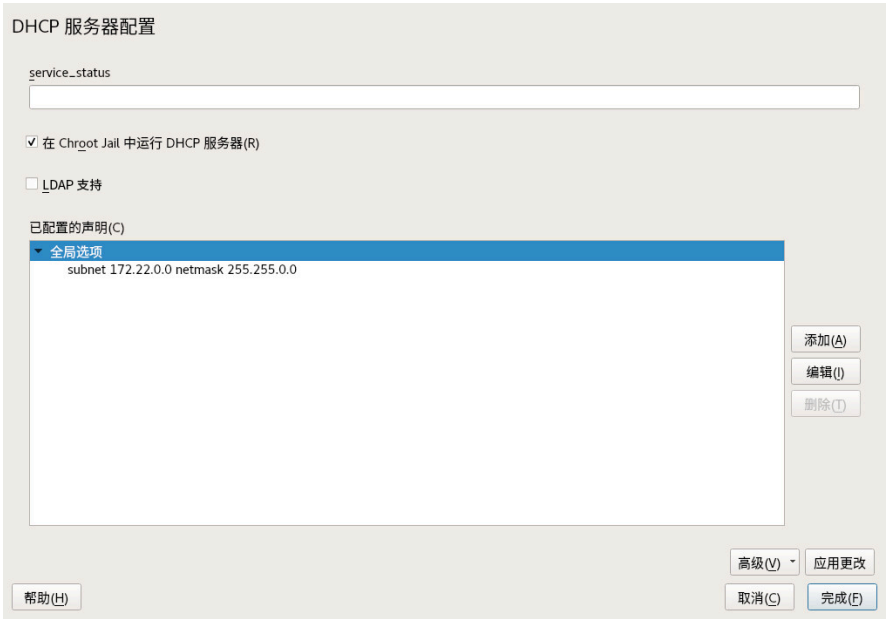 DHCP 服务器配置
service_status
在 Chroot Jail 中运行 DHCP 服务器(R)
LDAP 支持
已配置的声明(C)
全局选项
subnet 172.22.0.0 netmask 255.255.0.0
添加(A)
编辑(I)
删除(T)
高级(V) 应用更改
帮助(H) 取消(C) 完成(F)